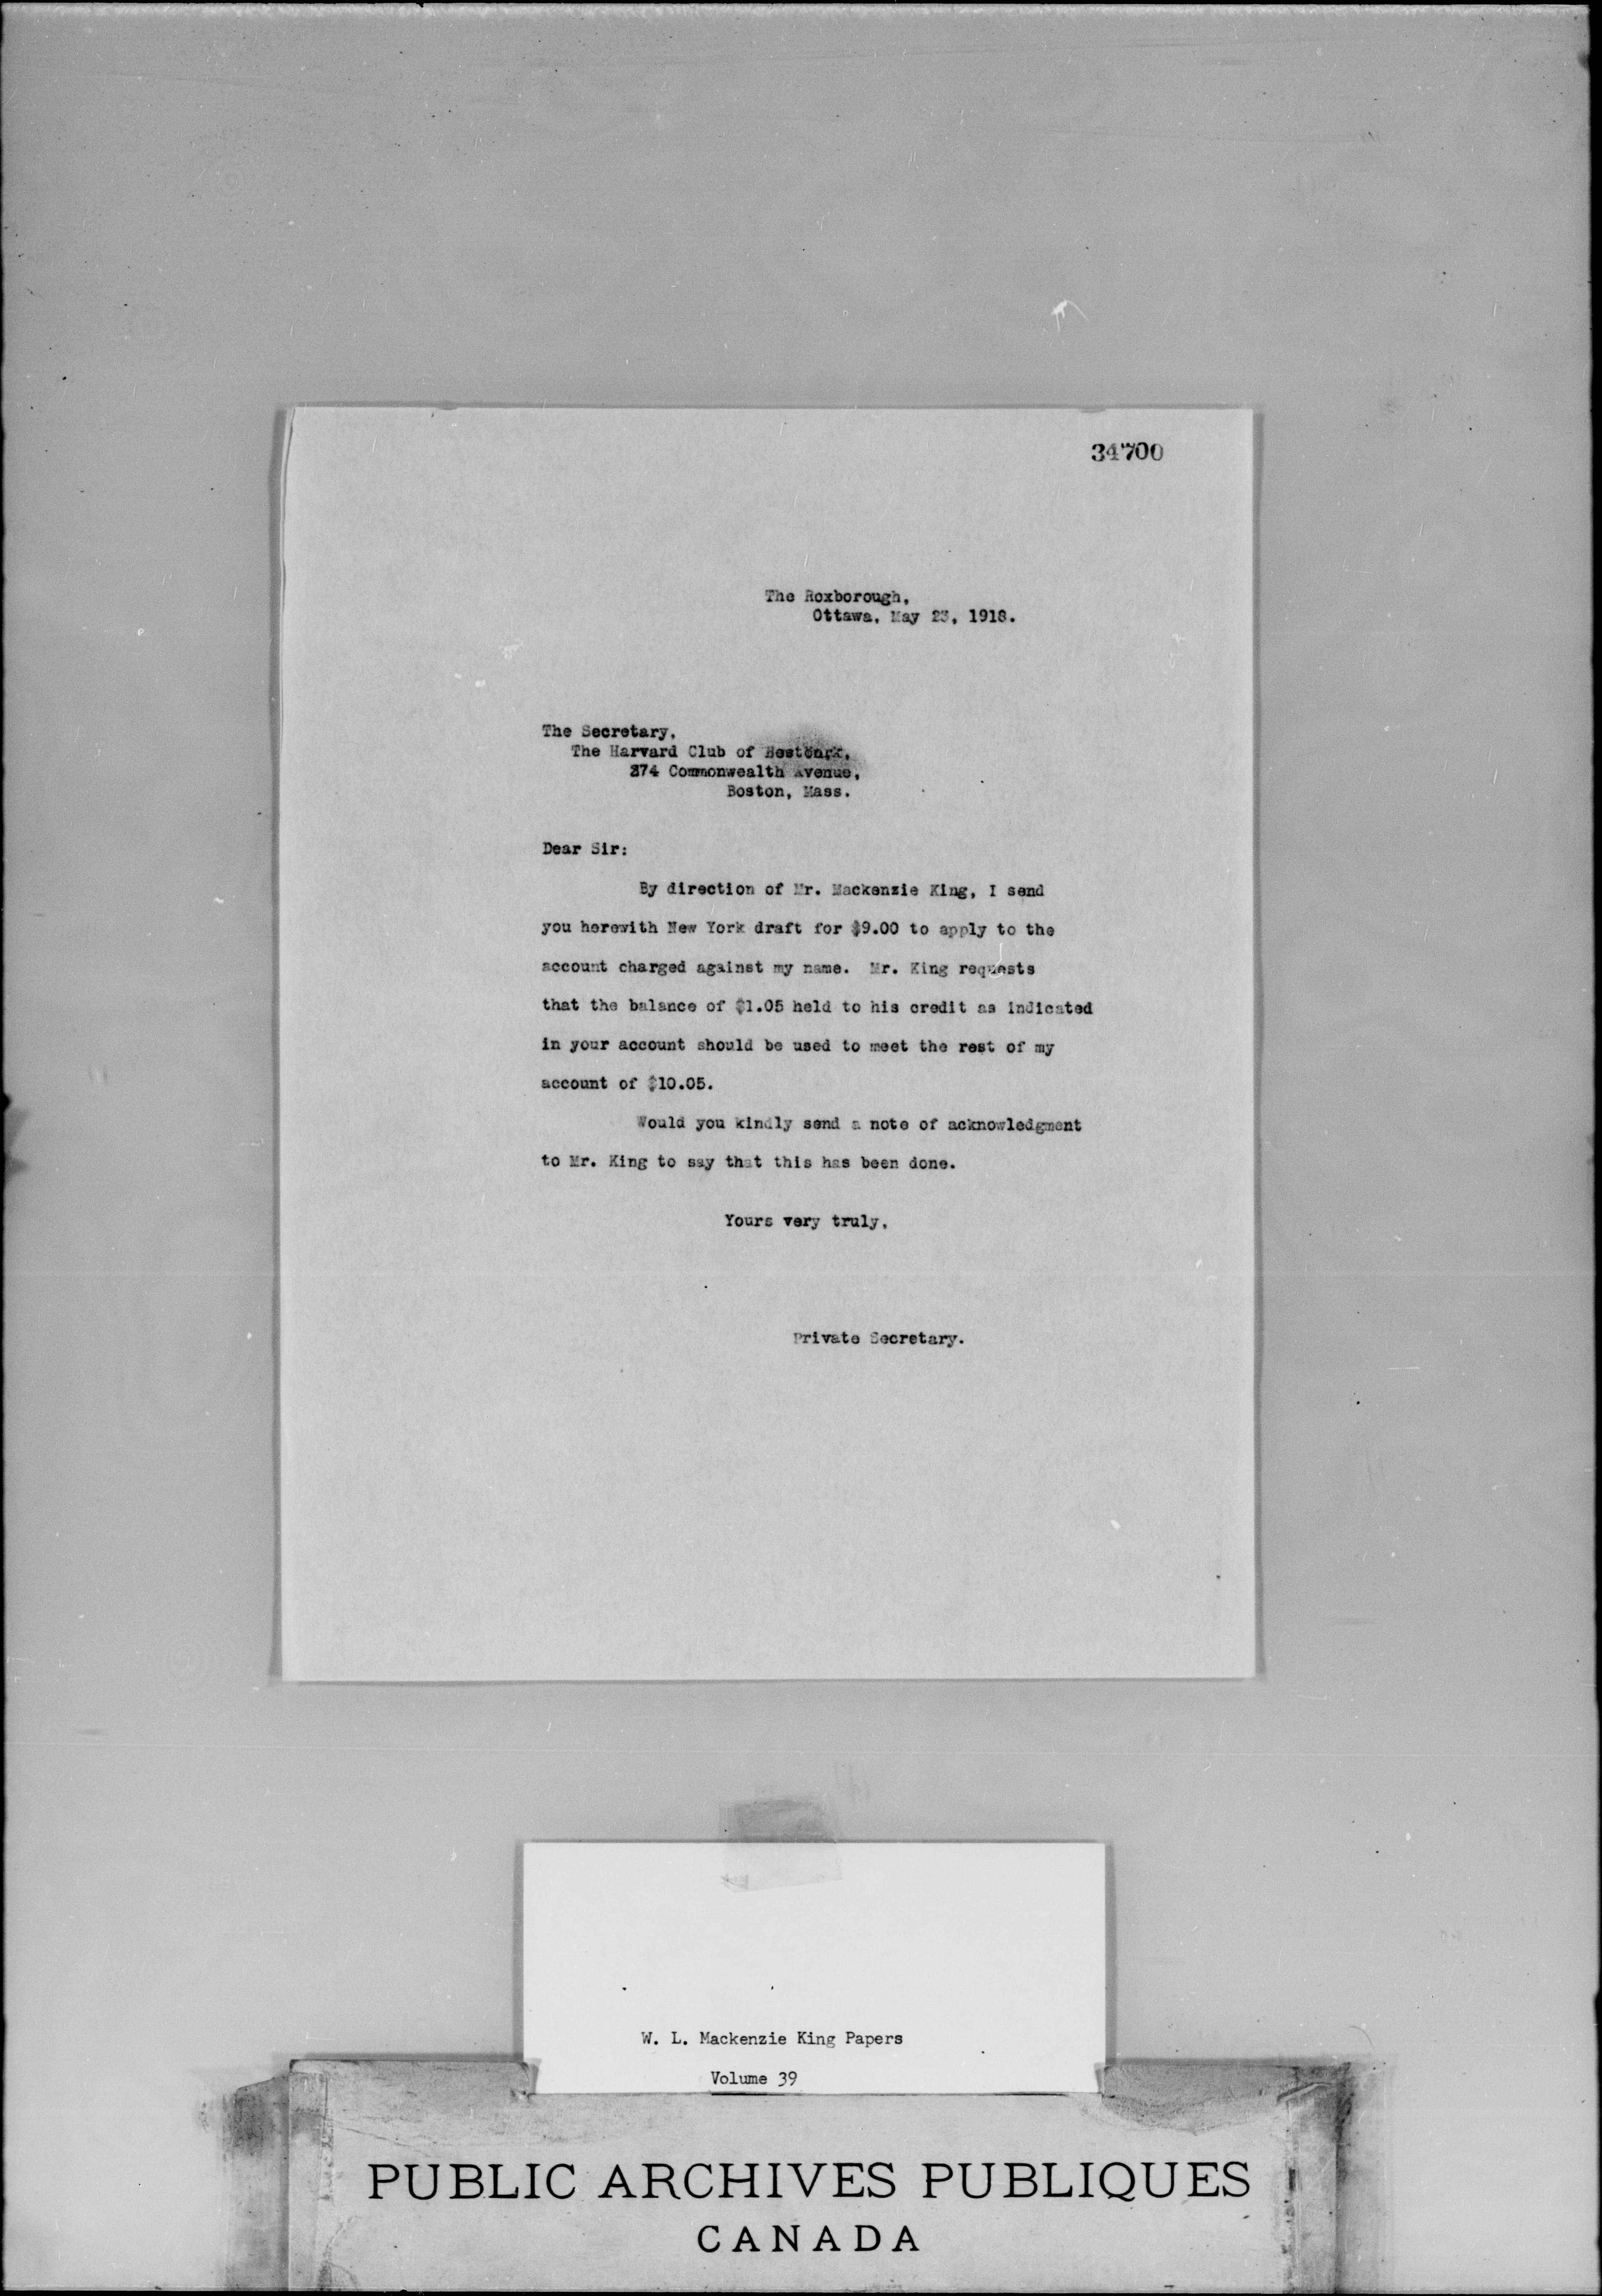 34700
The Roxborough,
Ottawa, May 23, 1918.
The Secretary,
The Harvard Club of
374 Commonwealth Avenue,
Boston, Mass.
Dear Sir:
By direction of Mr. Mackenzie King, I send
you herewith New York draft for $9.00 to apply to the
account charged against my name. Mr. King requests
that the balance of $1.05 held to his credit as indicated
in your account should be used to meet the rest of my
account of $10.05.
Would you kindly send a note of acknowledgment
to Mr. King to say that this has been done.
Yours very truly,
Private Secretary.
W. L. Mackenzie King Papers
Volume 39
PUBLIC ARCHIVES PUBLIQUES
CANADA